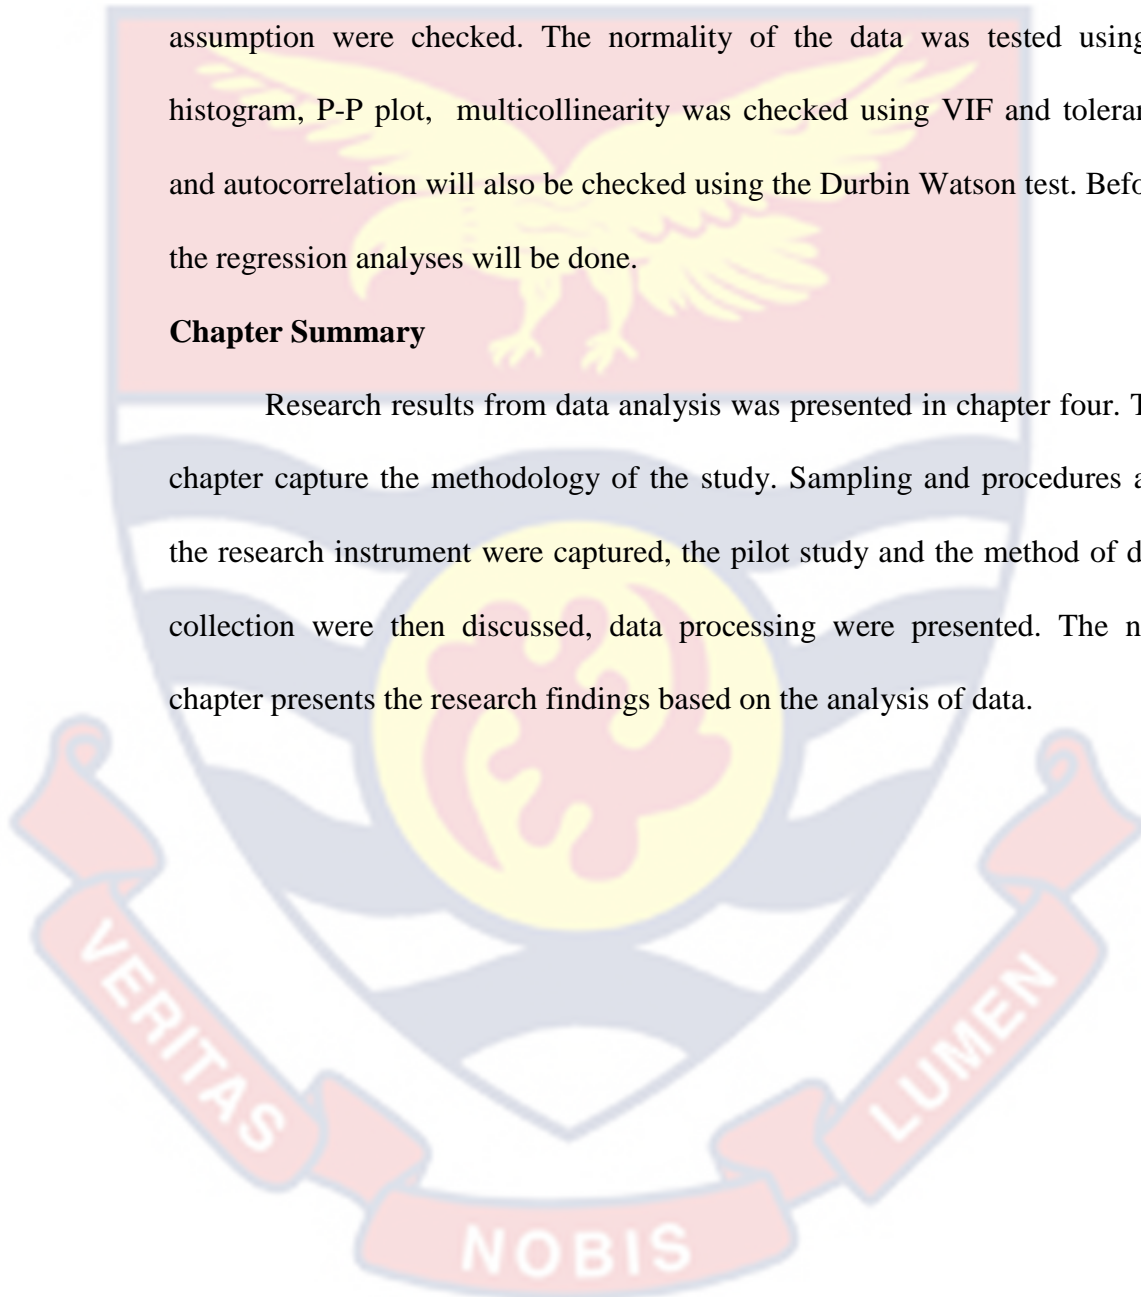 assumption were checked. The normality of the data was tested using
histogram, P-P plot, multicollinearity was checked using VIF and
and autocorrelation will also be checked using the Durbin Watson test.
the regression analyses will be done.
Chapter Summary
Research results from data analysis was presented in chapter four.
chapter capture the methodology of the study. Sampling and procedures
the research instrument were captured, the pilot study and the method of
collection were then discussed, data processing were presented. The
chapter presents the research findings based on the analysis of data.
VERITAS
NOBIS
LUMEN